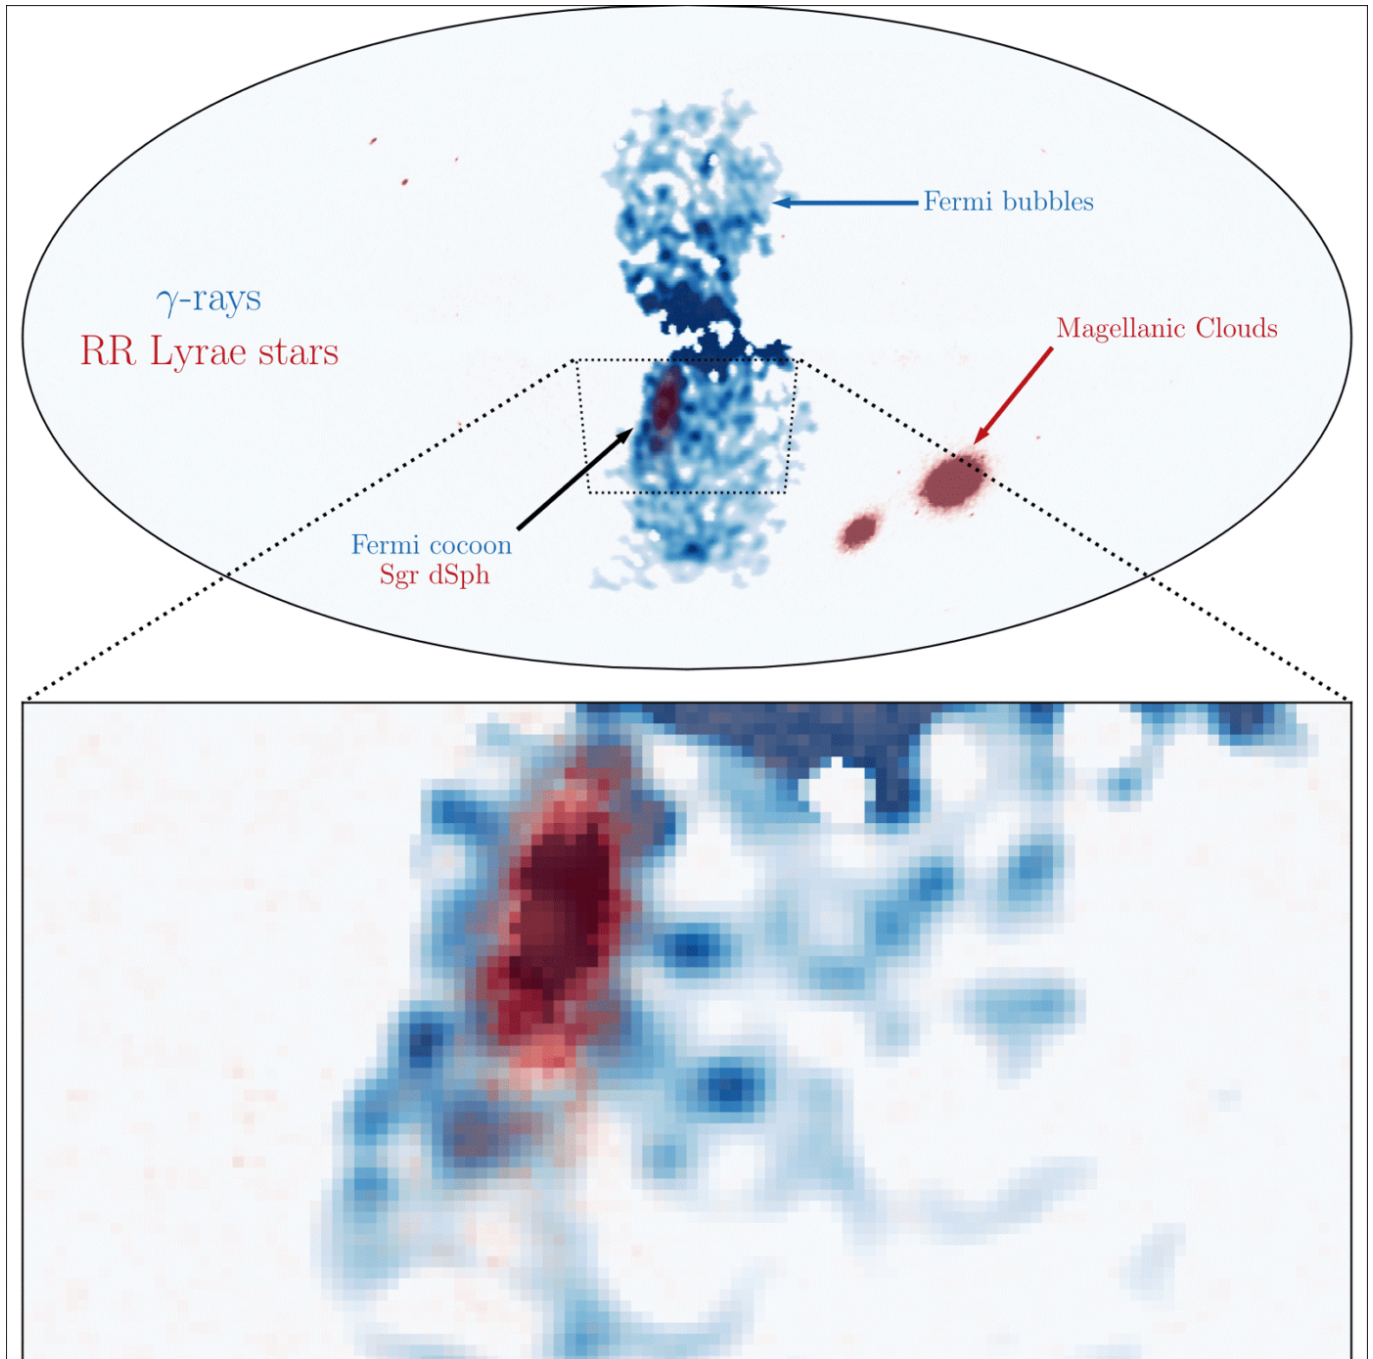 Fermi bubbles
γ-rays
RR Lyrae stars
Magellanic Clouds
Fermi cocoon
Sgr dSph